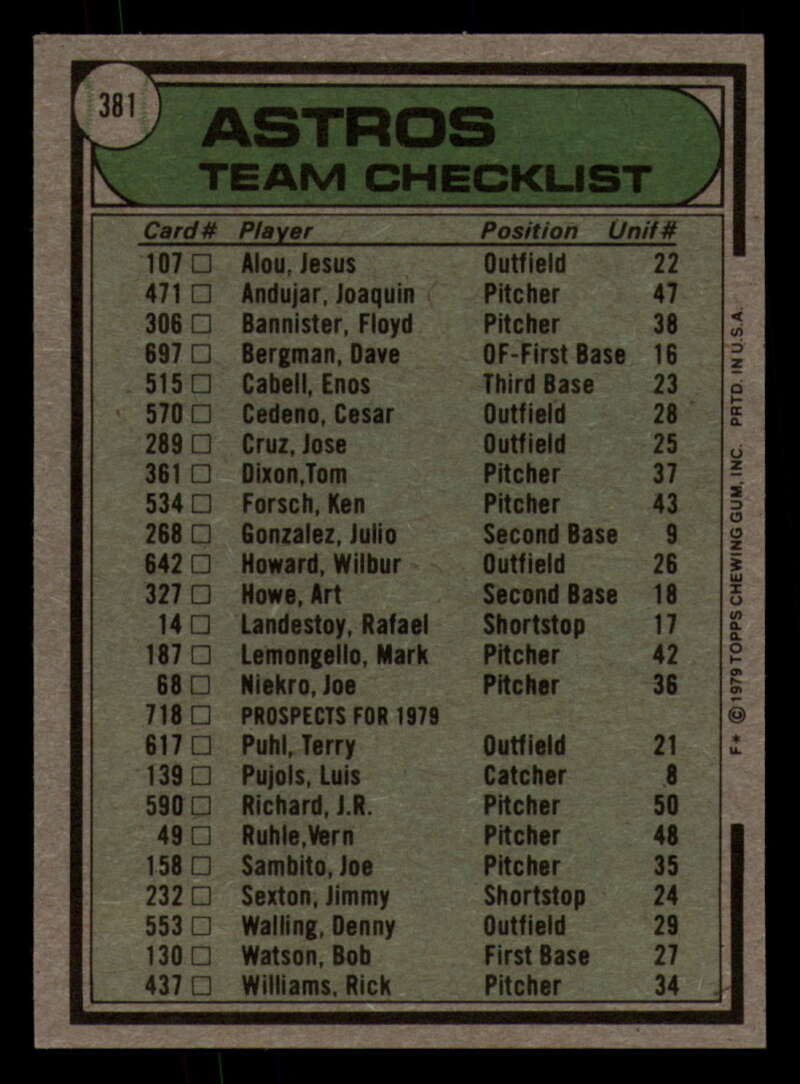 381
ASTROS
TEAM CHECKLIST
Card# Player Position Unif#
107 □ Alou, Jesus Outfield 22
471 □ Andujar, Joaquin Pitcher 47
306 □ Bannister, Floyd Pitcher 38
697 □ Bergman, Dave OF-First Base 16
515 □ Cabell, Enos Third Base 23
570 □ Cedeno, Cesar Outfield 28
289 □ Cruz, Jose Outfield 25
361 □ Dixon,Tom Pitcher 37
534 □ Forsch, Ken Pitcher 43
268 □ Gonzalez, Julio Second Base 9
642 □ Howard, Wilbur Outfield 26
327 □ Howe, Art Second Base 18
14 □ Landestoy, Rafael Shortstop 17
187 □ Lemongello, Mark Pitcher 42
68 □ Niekro, Joe Pitcher 36
718 □ PROSPECTS FOR 1979
617 □ Puhl, Terry Outfield 21
139 □ Pujols, Luis Catcher 8
590 □ Richard, J.R. Pitcher 50
49 □ Ruhle,Vern Pitcher 48
158 □ Sambito, Joe Pitcher 35
232 □ Sexton, Jimmy Shortstop 24
553 □ Walling, Denny Outfield 29
130 □ Watson, Bob First Base 27
437 □ Williams, Rick Pitcher 34
F* © 1979 TOPPS CHEWING GUM, INC. PRTD. IN U.S.A.